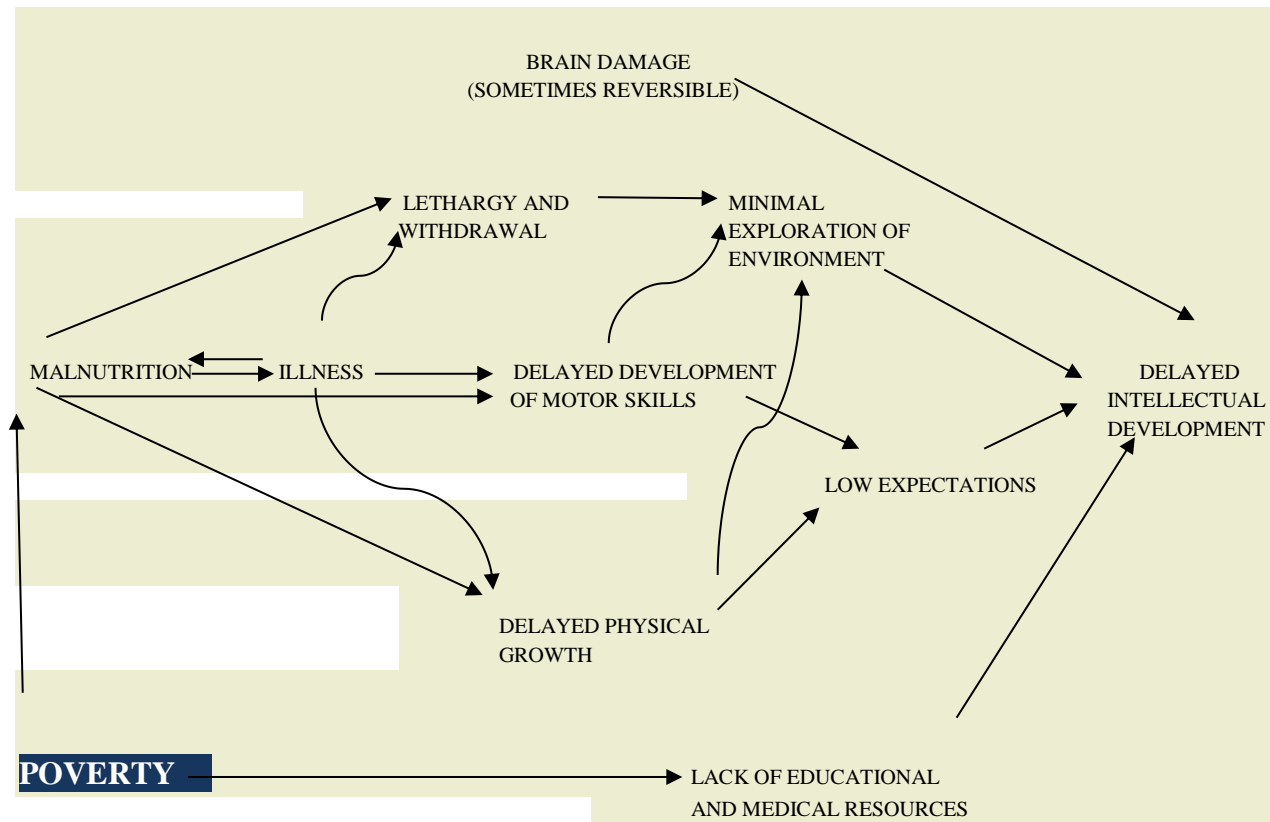 BRAIN DAMAGE
(SOMETIMES REVERSIBLE)
LETHARGY AND
WITHDRAWAL
MINIMAL
EXPLORATION OF
ENVIRONMENT
MALNUTRITION
ILLNESS
DELAYED DEVELOPMENT
OF MOTOR SKILLS
DELAYED
INTELLECTUAL
DEVELOPMENT
LOW EXPECTATIONS
DELAYED PHYSICAL
GROWTH
POVERTY
LACK OF EDUCATIONAL
AND MEDICAL RESOURCES